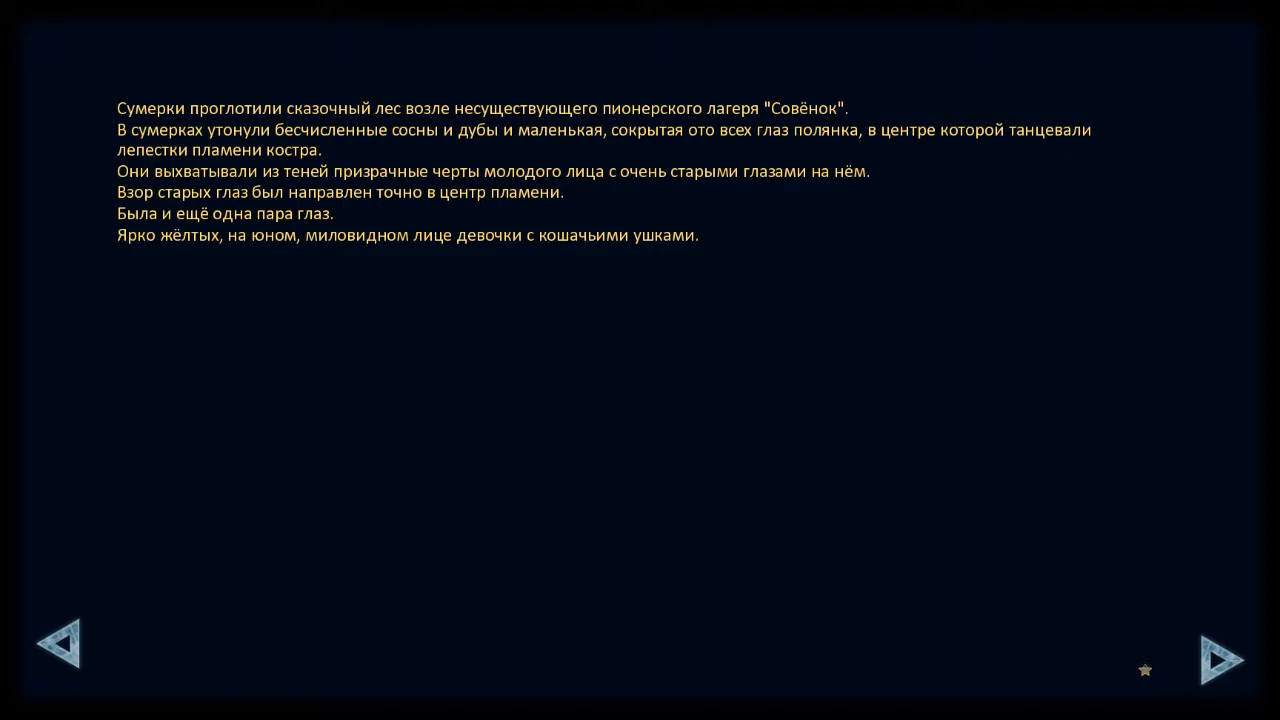 Сумерки проглотили сказочный лес возле несуществующего пионерского лагеря "Совёнок".
В сумерках утонули бесчисленные сосны и дубы и маленькая, сокрытая ото всех глаз полянка, в центре которой танцевали
лепестки пламени костра.
Они выхватывали из теней призрачные черты молодого лица с очень старыми глазами на нём.
Взор старых глаз был направлен точно в центр пламени.
Была и ещё одна пара глаз.
Ярко жёлтых, на юном, миловидном лице девочки с кошачьими ушками.